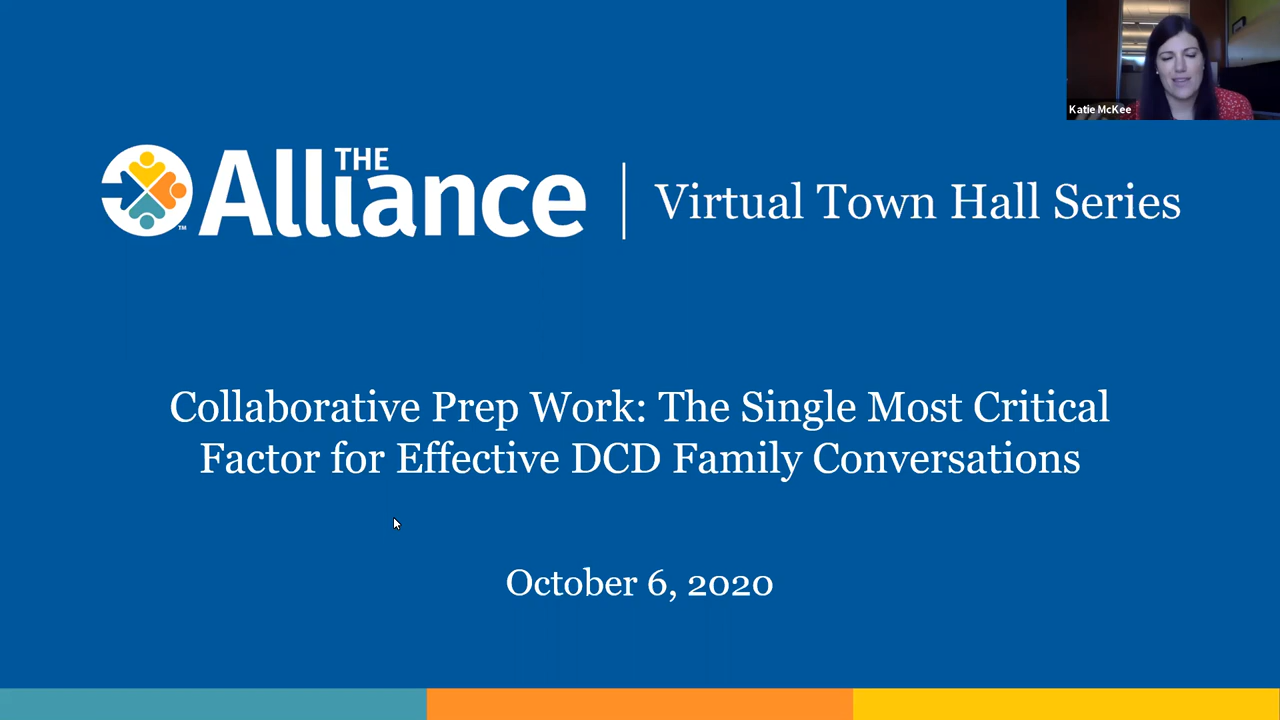 Katie McKee
THE
Alliance
TM
Virtual Town Hall Series
Collaborative Prep Work: The Single Most Critical
Factor for Effective DCD Family Conversations
October 6, 2020